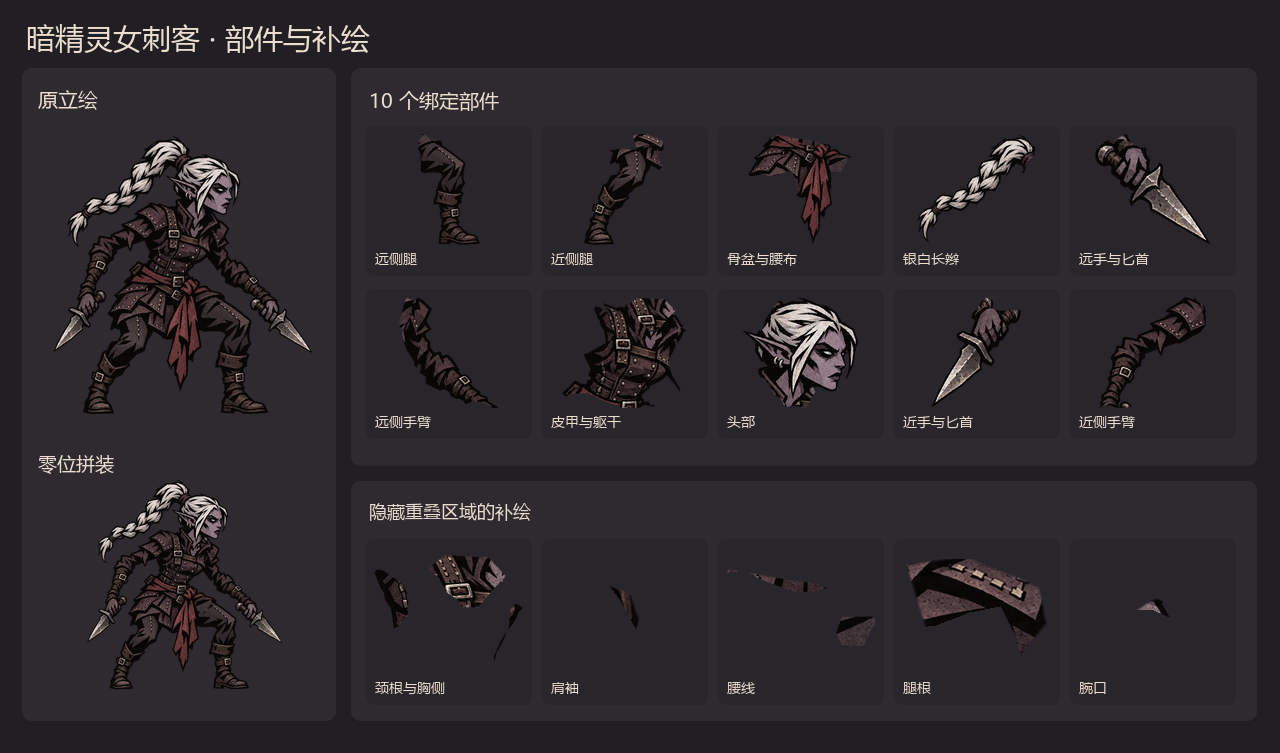 暗精灵女刺客 · 部件与补绘
原立绘
零位拼装
10 个绑定部件
远侧腿
近侧腿
骨盆与腰布
银白长辫
远手与匕首
远侧手臂
皮甲与躯干
头部
近手与匕首
近侧手臂
隐藏重叠区域的补绘
颈根与胸侧
肩袖
腰线
腿根
腕口